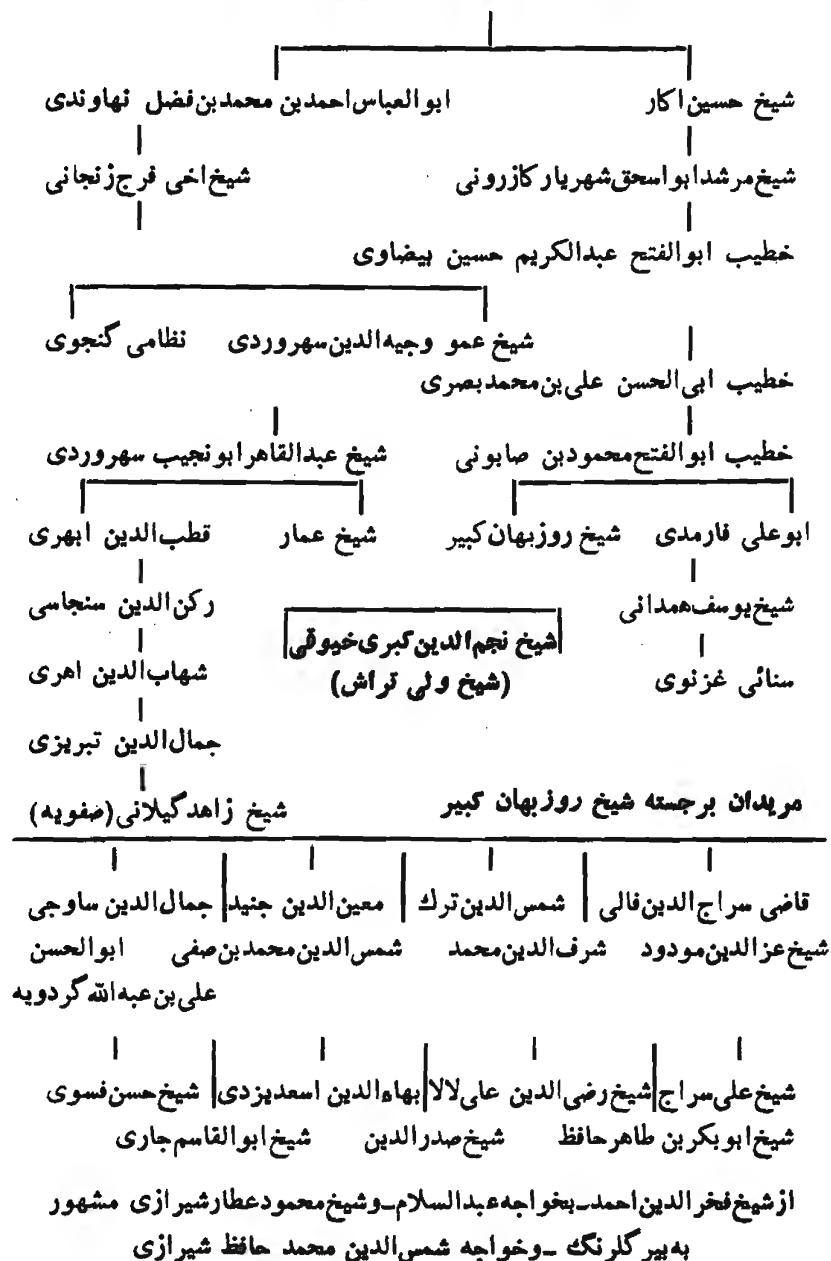 شیخ حسین اکار ابوالعباس احمدبن محمدبن فضل نهاوندی
شیخ مرشد ابواسحق شهریار کازرونی شیخ اخی فرج زنجانی
خطیب ابوالفتح عبدالکریم حسین بیضاوی
شیخ عمو وجیه‌الدین سهروردی نظامی گنجوی
خطیب ابی‌الحسن علی‌بن محمد بصری
خطیب ابوالفتح محمودبن صابونی شیخ عبدالقاهر ابونجیب سهروردی
ابوعلی فارمدی شیخ روزبهان کبیر شیخ عمار قطب‌الدین ابهری
شیخ یوسف همدانی رکن‌الدین سنجاسی
شیخ نجم‌الدین کبری خیوقی
سنائی غزنوی (شیخ ولی تراش) شهاب‌الدین اهری
جمال‌الدین تبریزی
مریدان برجسته شیخ روزبهان کبیر شیخ زاهد گیلانی (صفویه)
قاضی سراج‌الدین فالی شمس‌الدین ترک معین‌الدین جنید جمال‌الدین ساوجی
شیخ عزالدین مودود شرف‌الدین محمد شمس‌الدین محمدبن صفی ابوالحسن
علی‌بن عبدالله گردویه
شیخ علی سراج شیخ رضی‌الدین علی لالا بهاءالدین اسعد یزدی شیخ حسن فسوی
شیخ ابوبکر بن طاهر حافظ شیخ صدرالدین شیخ ابوالقاسم جاری
از شیخ فخرالدین احمد ـ بخواجه عبدالسلام ـ و شیخ محمود عطار شیرازی مشهور
به پیر گلرنگ ـ و خواجه شمس‌الدین محمد حافظ شیرازی